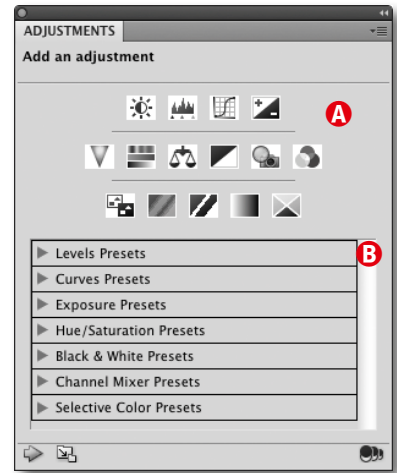 ADJUSTMENTS
Add an adjustment
A
B
Levels Presets
Curves Presets
Exposure Presets
Hue/Saturation Presets
Black & White Presets
Channel Mixer Presets
Selective Color Presets